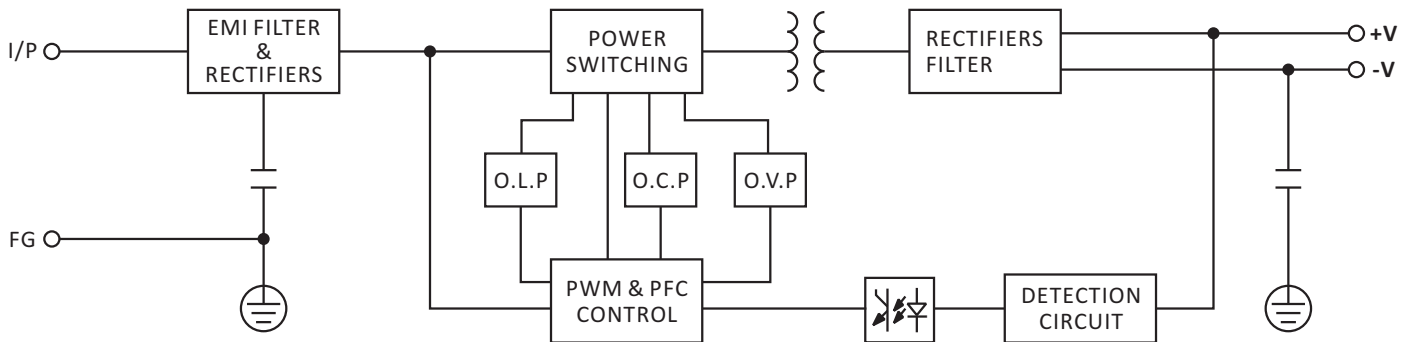 I/P
EMI FILTER
&
RECTIFIERS
POWER
SWITCHING
RECTIFIERS
FILTER
+V
-V
O.L.P
O.C.P
O.V.P
FG
PWM & PFC
CONTROL
DETECTION
CIRCUIT